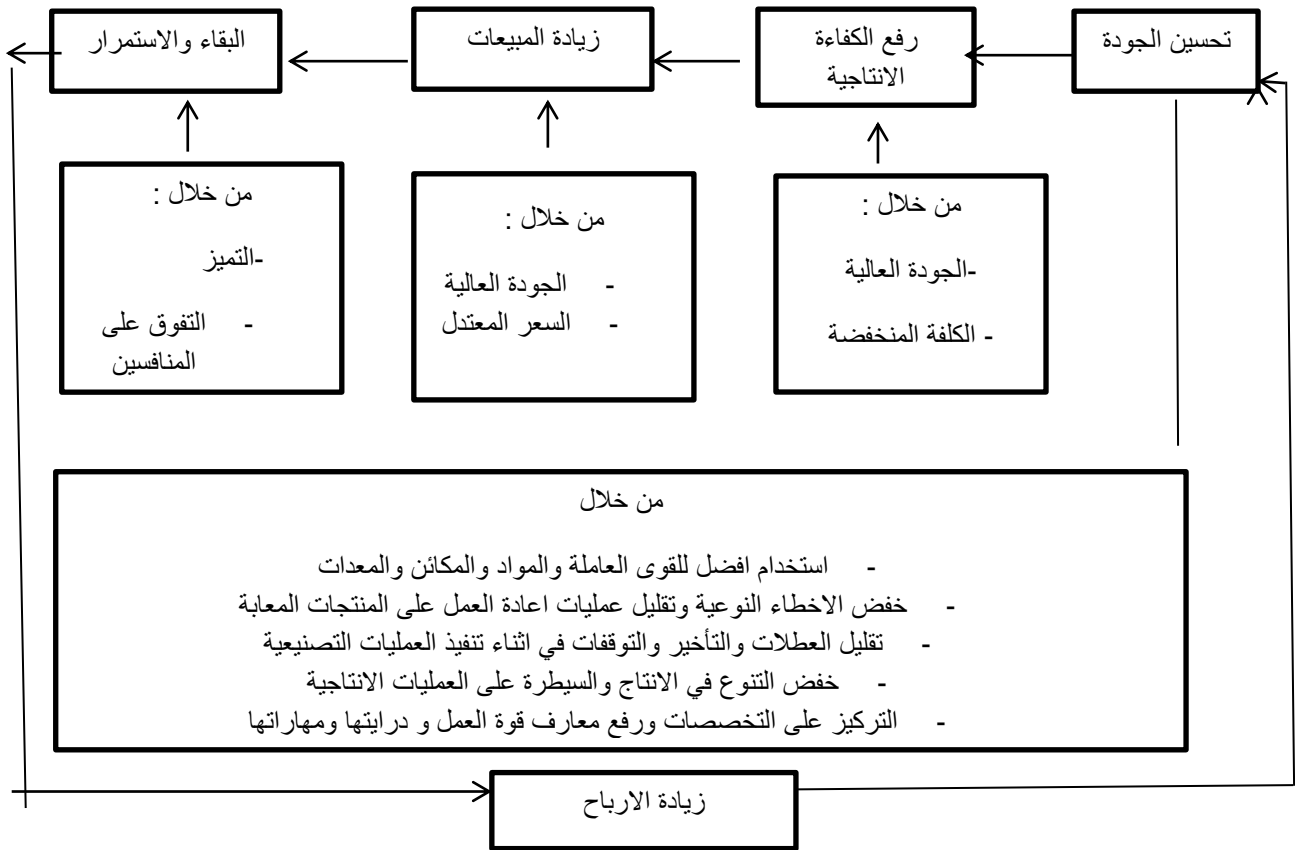 تحسين الجودة
رفع الكفاءة
الانتاجية
زيادة المبيعات
البقاء والاستمرار
من خلال :
-الجودة العالية
- الكلفة المنخفضة
من خلال :
- الجودة العالية
- السعر المعتدل
من خلال :
-التميز
- التفوق على
المنافسين
من خلال
- استخدام افضل للقوى العاملة والمواد والمكائن والمعدات
- خفض الاخطاء النوعية وتقليل عمليات اعادة العمل على المنتجات المعابة
- تقليل العطلات والتأخير والتوقفات في اثناء تنفيذ العمليات التصنيعية
- خفض التنوع في الانتاج والسيطرة على العمليات الانتاجية
- التركيز على التخصصات ورفع معارف قوة العمل و درايتها ومهاراتها
زيادة الارباح